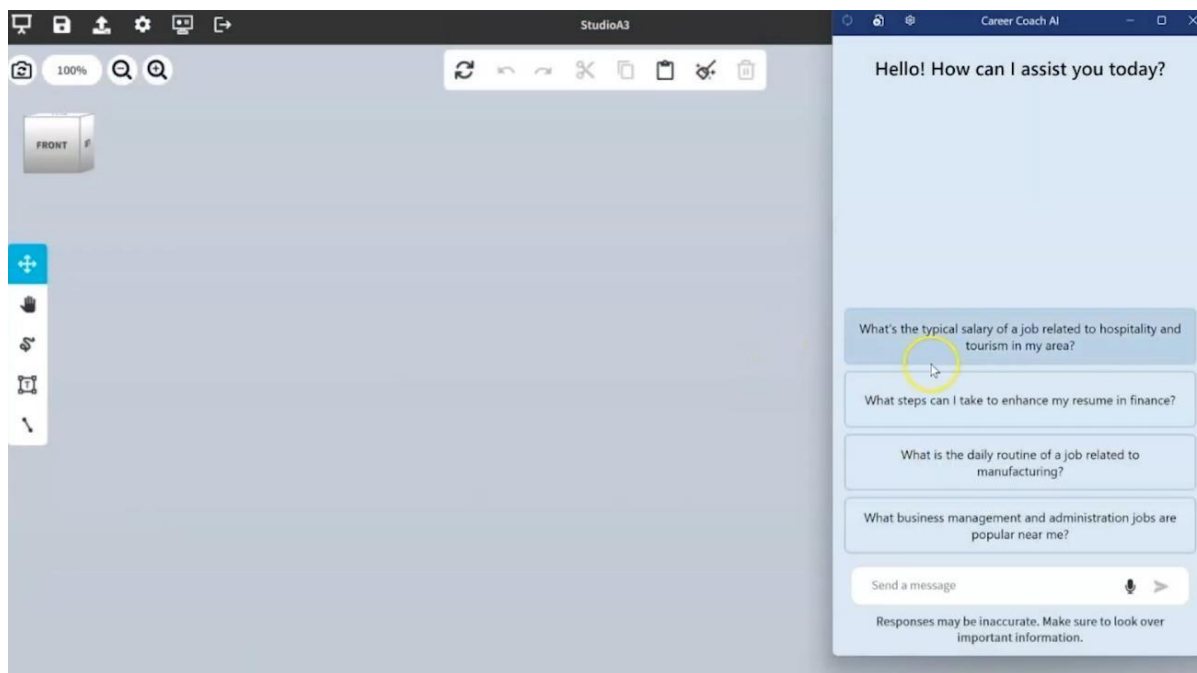 StudioA3
Career Coach AI
100%
Hello! How can I assist you today?
FRONT
What's the typical salary of a job related to hospitality and
tourism in my area?
What steps can I take to enhance my resume in finance?
What is the daily routine of a job related to
manufacturing?
What business management and administration jobs are
popular near me?
Send a message
Responses may be inaccurate. Make sure to look over
important information.